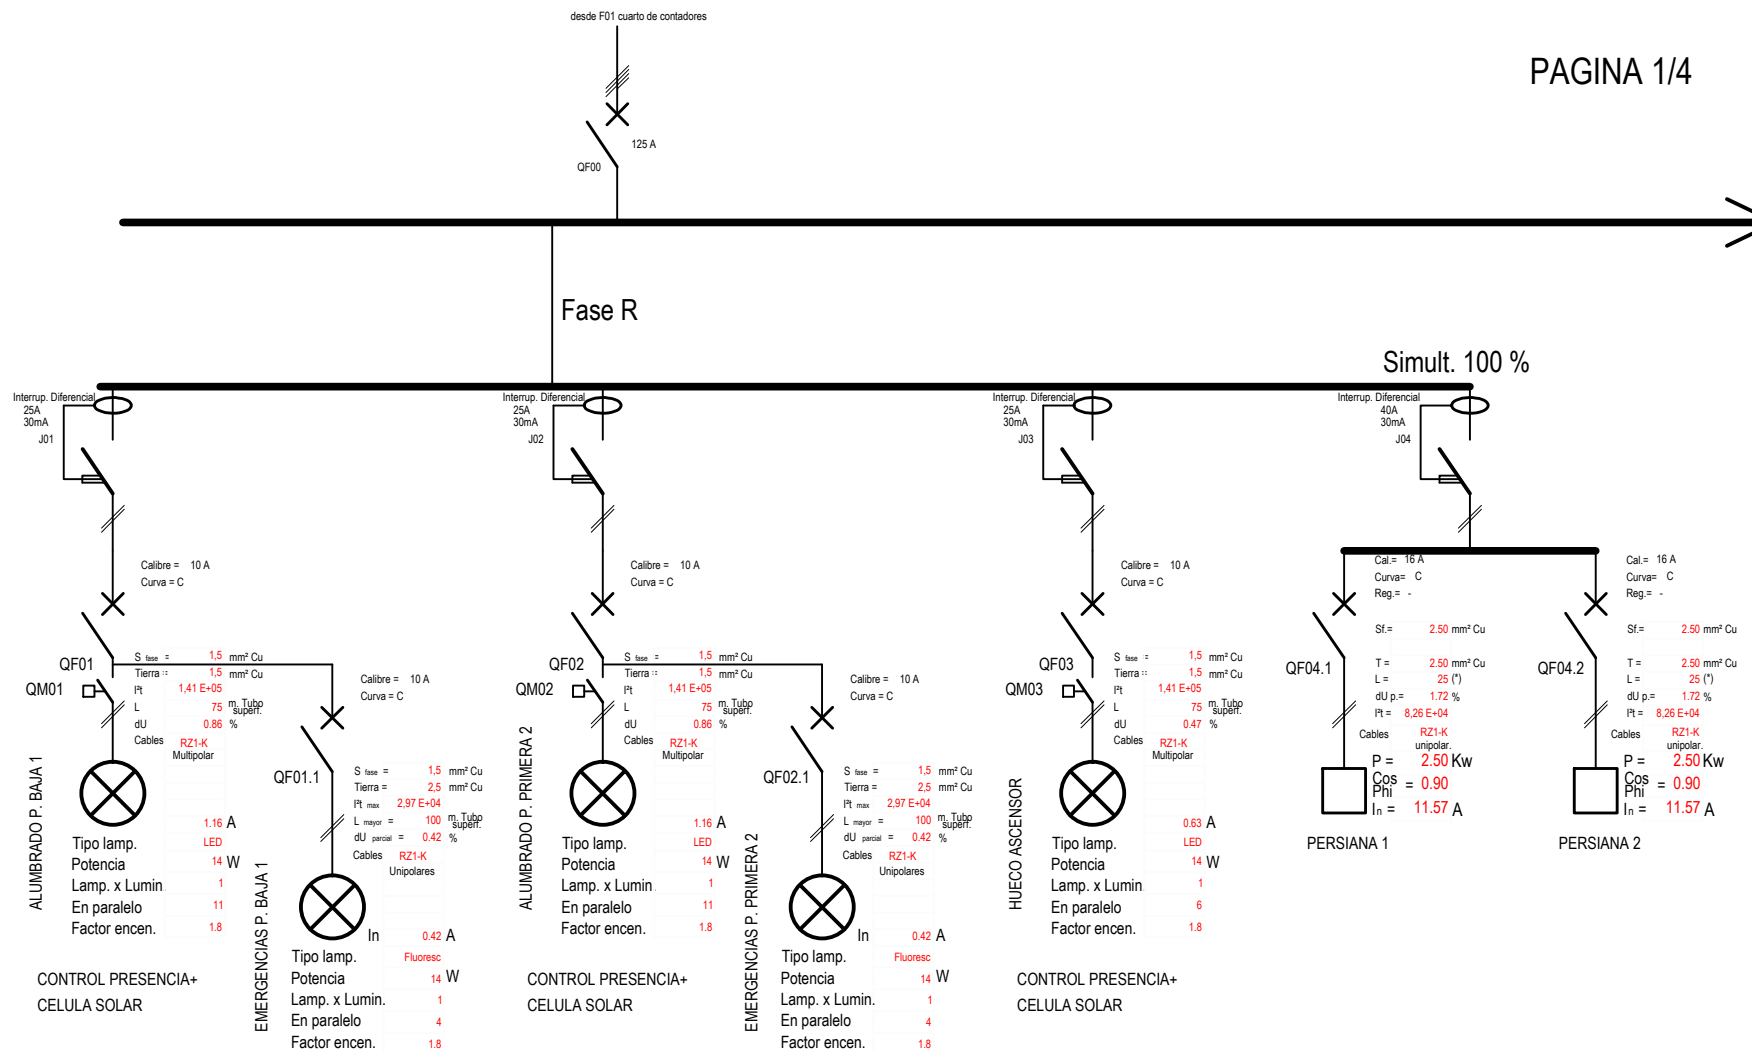 desde F01 cuarto de contadores
PAGINA 1/4
125 A
QF00
Fase R
Simult. 100 %
Interrup. Diferencial
25A
30mA
J01
Calibre = 10 A
Curva = C
QF01
QM01
S fase = 1,5 mm² Cu
Tierra = 1,5 mm² Cu
I²t 1,41 E+05
L 75 m. Tubo superf.
dU 0.86 %
Cables RZ1-K
Multipolar
ALUMBRADO P. BAJA 1
1.16 A
Tipo lamp. LED
Potencia 14 W
Lamp. x Lumin 1
En paralelo 11
Factor encen. 1.8
CONTROL PRESENCIA+
CELULA SOLAR
Calibre = 10 A
Curva = C
QF01.1
S fase = 1,5 mm² Cu
Tierra = 2,5 mm² Cu
I²t max 2,97 E+04
L mayor = 100 m. Tubo superf.
dU parcial = 0.42 %
Cables RZ1-K
Unipolares
EMERGENCIAS P. BAJA 1
In 0.42 A
Tipo lamp. Fluoresc
Potencia 14 W
Lamp. x Lumin. 1
En paralelo 4
Factor encen. 1.8
Interrup. Diferencial
25A
30mA
J02
Calibre = 10 A
Curva = C
QF02
QM02
S fase = 1,5 mm² Cu
Tierra = 1,5 mm² Cu
I²t 1,41 E+05
L 75 m. Tubo superf.
dU 0.86 %
Cables RZ1-K
Multipolar
ALUMBRADO P. PRIMERA 2
1.16 A
Tipo lamp. LED
Potencia 14 W
Lamp. x Lumin 1
En paralelo 11
Factor encen. 1.8
CONTROL PRESENCIA+
CELULA SOLAR
Calibre = 10 A
Curva = C
QF02.1
S fase = 1,5 mm² Cu
Tierra = 2,5 mm² Cu
I²t max 2,97 E+04
L mayor = 100 m. Tubo superf.
dU parcial = 0.42 %
Cables RZ1-K
Unipolares
EMERGENCIAS P. PRIMERA 2
In 0.42 A
Tipo lamp. Fluoresc
Potencia 14 W
Lamp. x Lumin. 1
En paralelo 4
Factor encen. 1.8
Interrup. Diferencial
25A
30mA
J03
Calibre = 10 A
Curva = C
QF03
QM03
S fase = 1,5 mm² Cu
Tierra = 1,5 mm² Cu
I²t 1,41 E+05
L 75 m. Tubo superf.
dU 0.47 %
Cables RZ1-K
Multipolar
HUECO ASCENSOR
0.63 A
Tipo lamp. LED
Potencia 14 W
Lamp. x Lumin 1
En paralelo 6
Factor encen. 1.8
CONTROL PRESENCIA+
CELULA SOLAR
Interrup. Diferencial
40A
30mA
J04
Cal.= 16 A
Curva= C
Reg.= -
QF04.1
Sf.= 2.50 mm² Cu
T = 2.50 mm² Cu
L = 25 (*)
dU p.= 1.72 %
I²t = 8,26 E+04
Cables RZ1-K
unipolar.
P = 2.50 Kw
Cos Phi = 0.90
In = 11.57 A
PERSIANA 1
Cal.= 16 A
Curva= C
Reg.= -
QF04.2
Sf.= 2.50 mm² Cu
T = 2.50 mm² Cu
L = 25 (*)
dU p.= 1.72 %
I²t = 8,26 E+04
Cables RZ1-K
unipolar.
P = 2.50 Kw
Cos Phi = 0.90
In = 11.57 A
PERSIANA 2